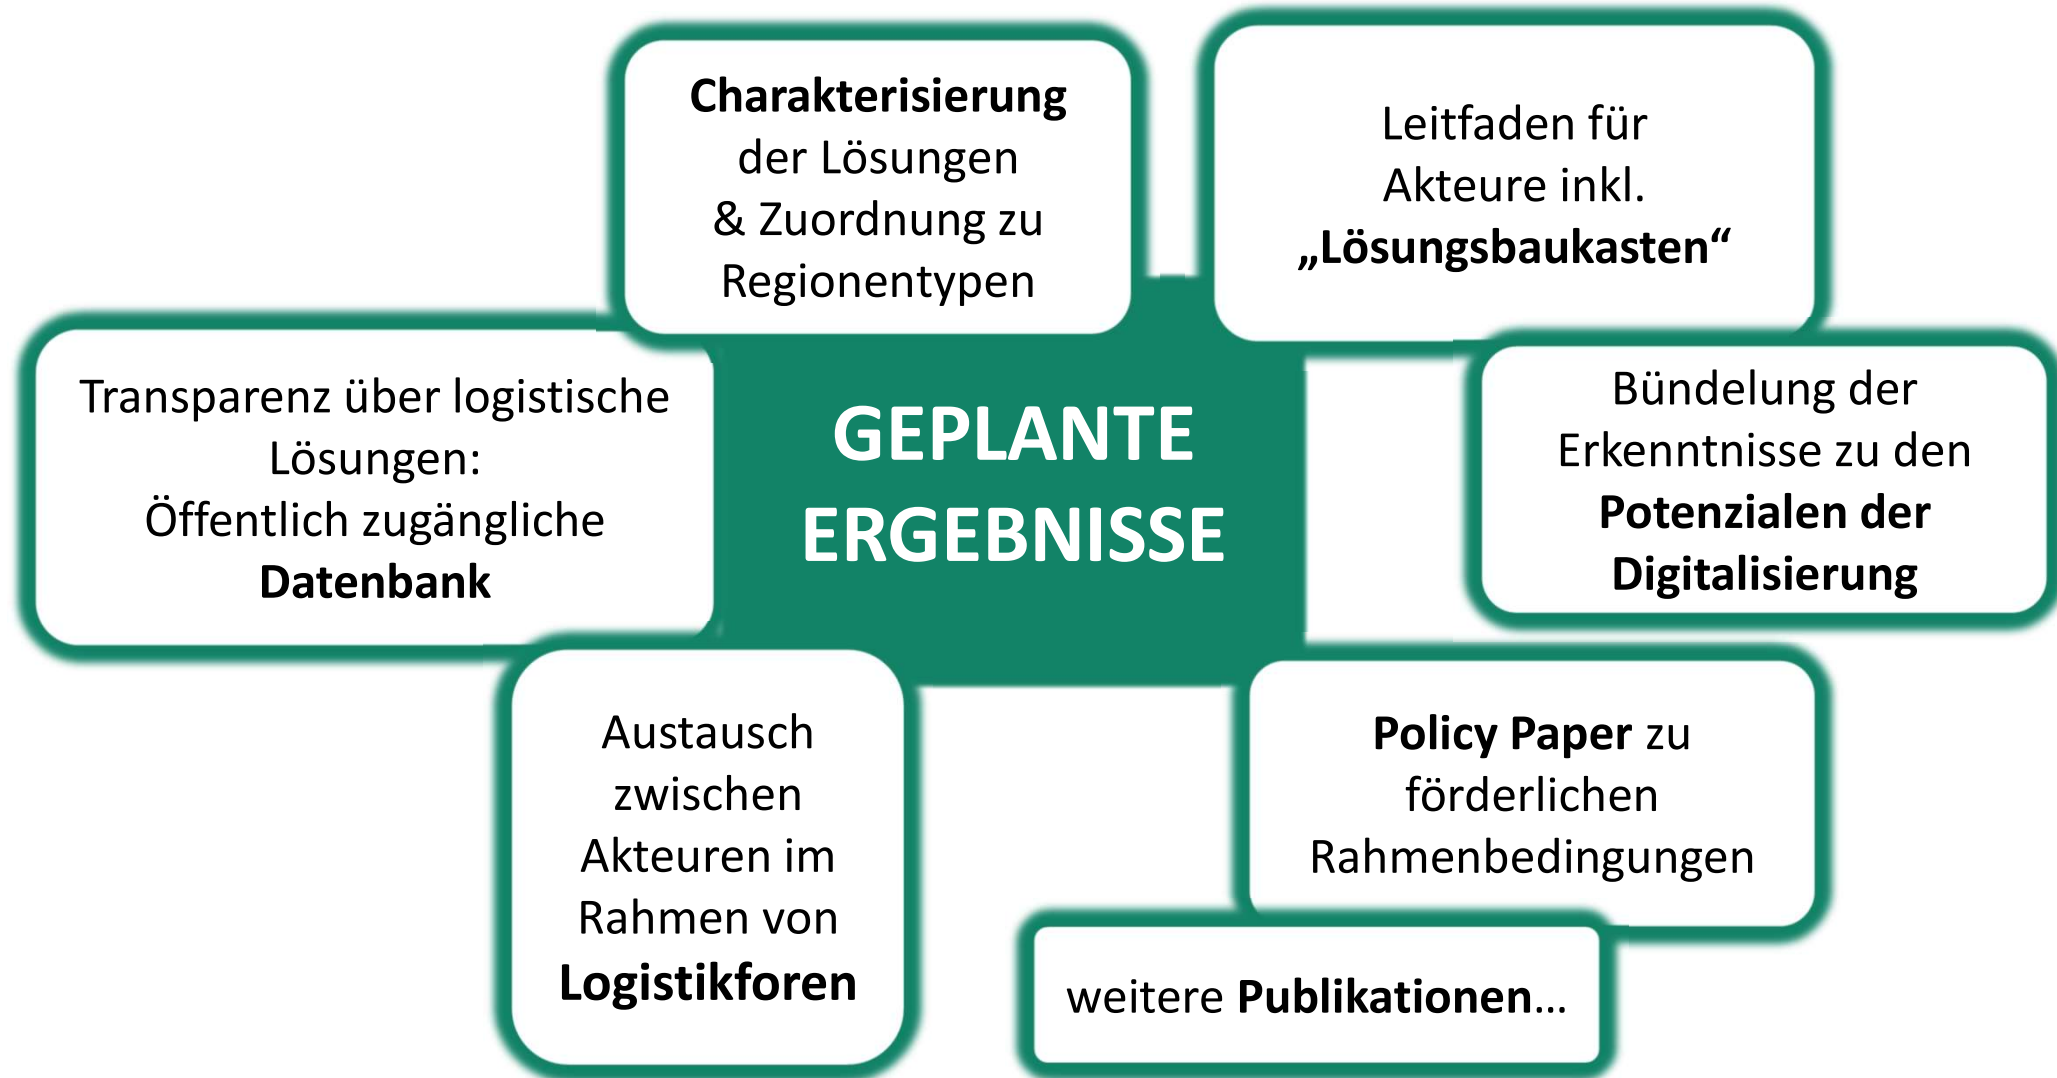 Charakterisierung
der Lösungen
& Zuordnung zu
Regionentypen
Leitfaden für
Akteure inkl.
„Lösungsbaukasten“
Transparenz über logistische
Lösungen:
Öffentlich zugängliche
Datenbank
GEPLANTE
ERGEBNISSE
Bündelung der
Erkenntnisse zu den
Potenzialen der
Digitalisierung
Austausch
zwischen
Akteuren im
Rahmen von
Logistikforen
Policy Paper zu
förderlichen
Rahmenbedingungen
weitere Publikationen...